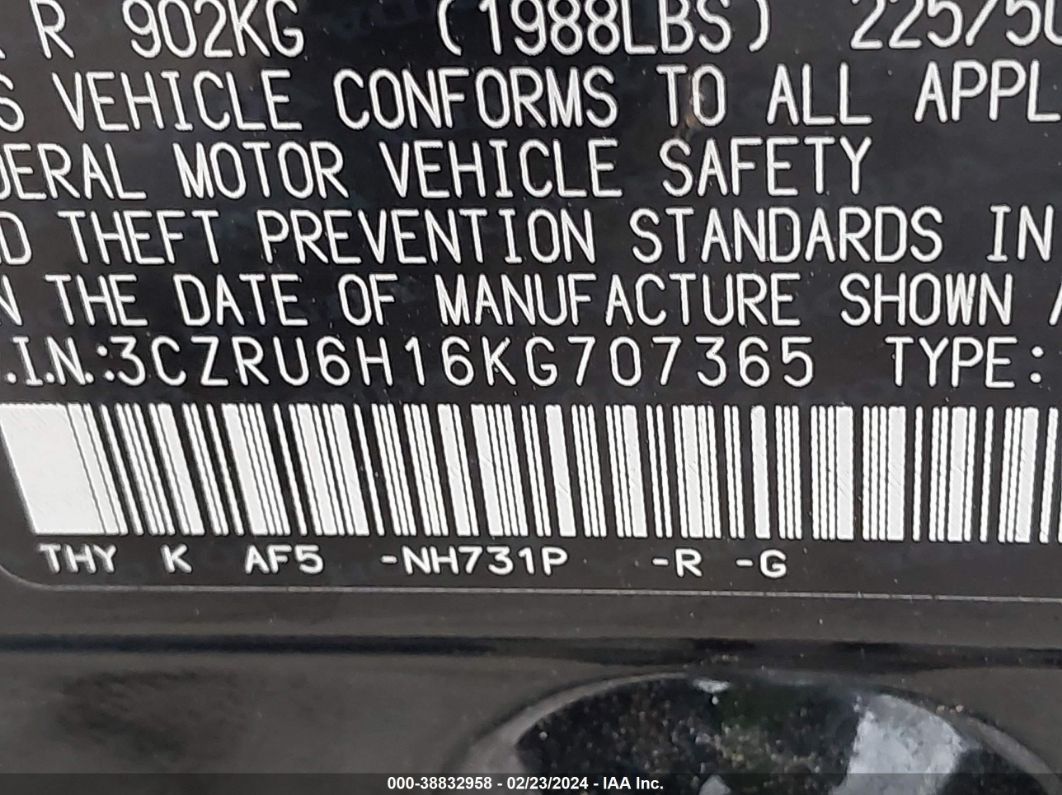 R 902KG (1988LBS) 225/50
S VEHICLE CONFORMS TO ALL APPL
DERAL MOTOR VEHICLE SAFETY
D THEFT PREVENTION STANDARDS IN
N THE DATE OF MANUFACTURE SHOWN A
.I.N.:3CZRU6H16KG707365 TYPE:
THY K AF5 -NH731P -R -G
000-38832958 - 02/23/2024 - IAA Inc.